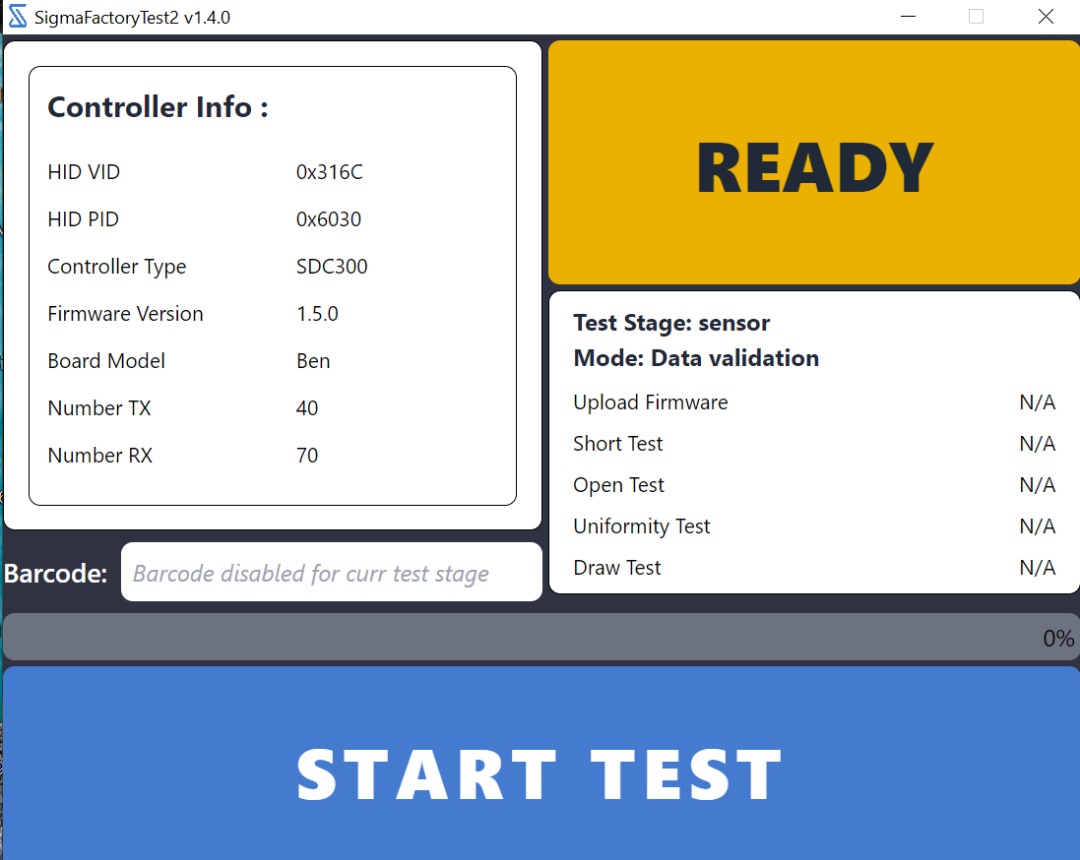 SigmaFactoryTest2 v1.4.0
Controller Info :
HID VID 0x316C
HID PID 0x6030
Controller Type SDC300
Firmware Version 1.5.0
Board Model Ben
Number TX 40
Number RX 70
Barcode: Barcode disabled for curr test stage
READY
Test Stage: sensor
Mode: Data validation
Upload Firmware N/A
Short Test N/A
Open Test N/A
Uniformity Test N/A
Draw Test N/A
0%
START TEST